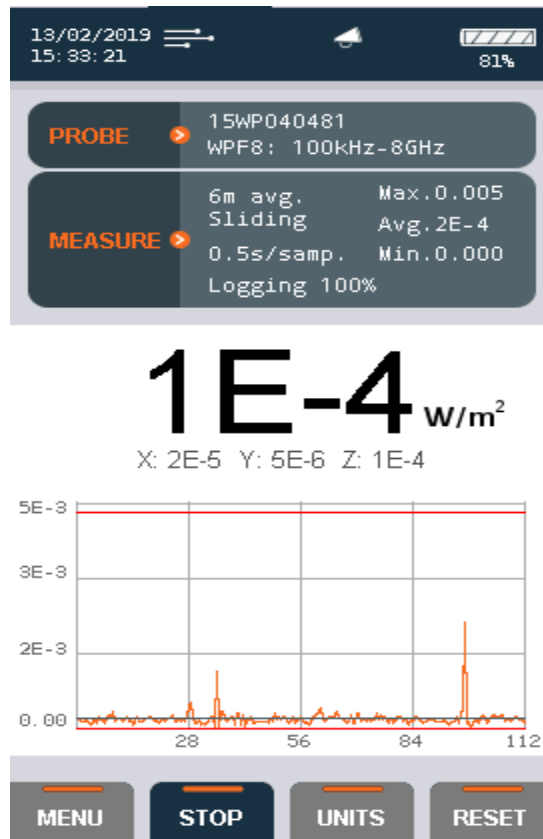 13/02/2019
15:33:21
81%
PROBE
15WP040481
WPF8: 100kHz-8GHz
MEASURE
6m avg.
Sliding
0.5s/samp.
Logging 100%
Max.0.005
Avg.2E-4
Min.0.000
1E-4 W/m²
X: 2E-5 Y: 5E-6 Z: 1E-4
5E-3
3E-3
2E-3
0.00
28 56 84 112
MENU STOP UNITS RESET